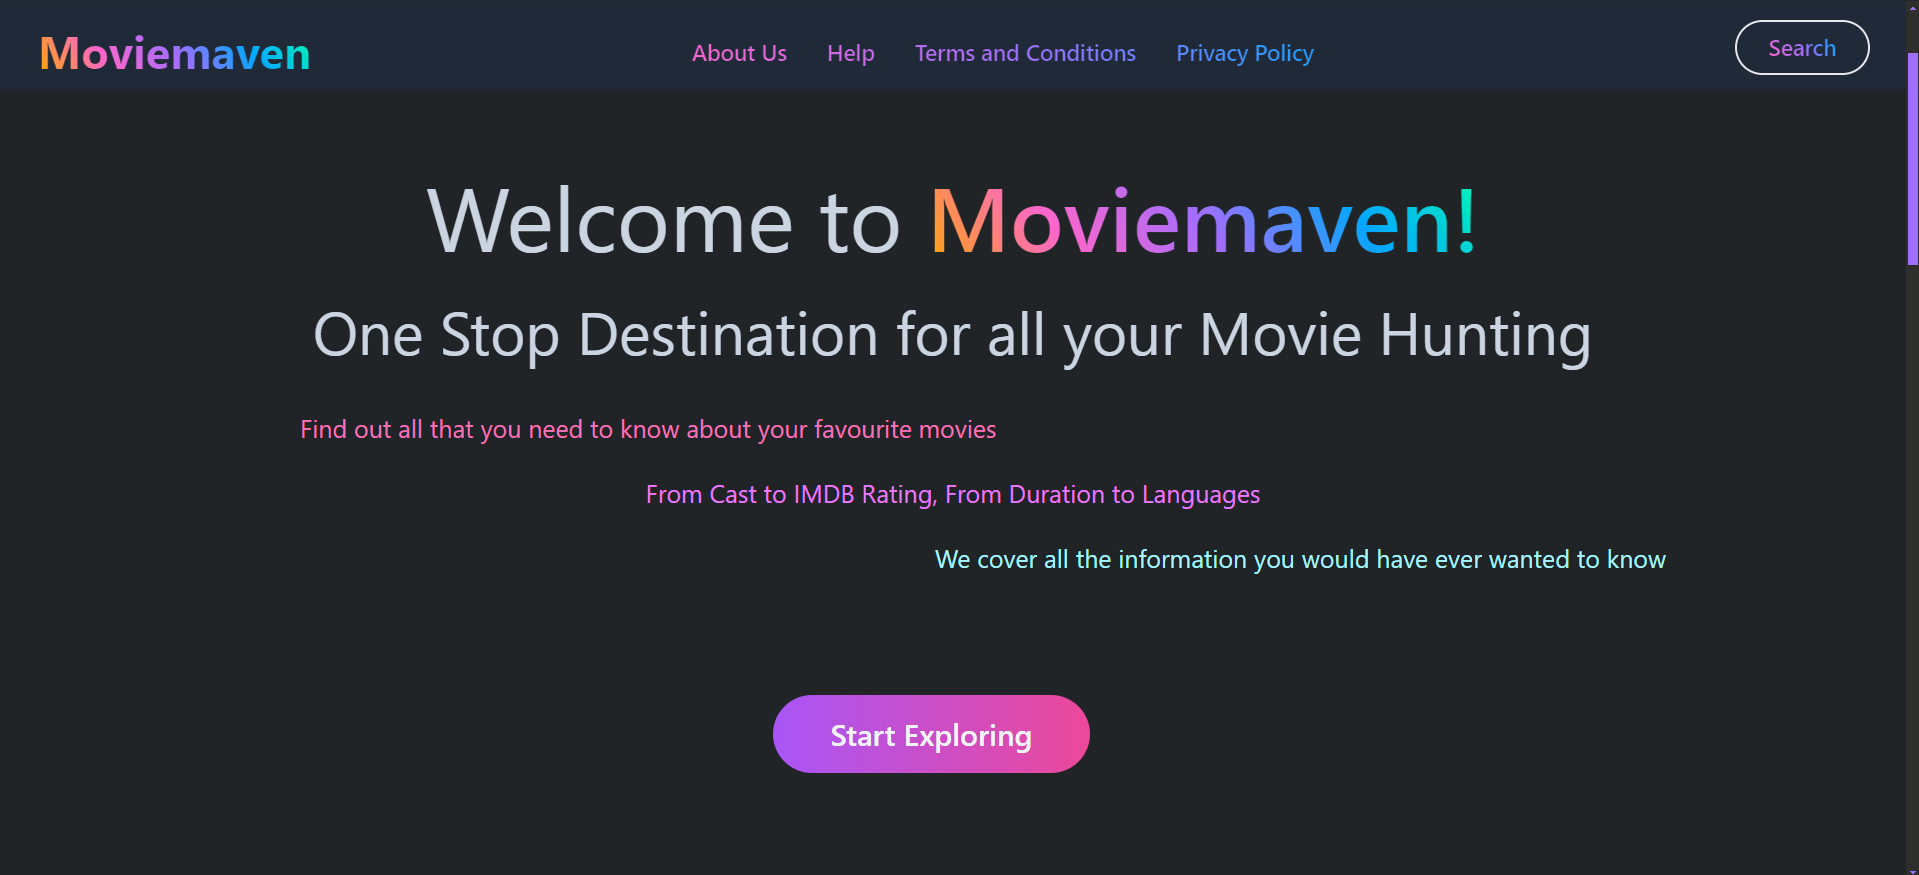 Moviemaven
About Us Help Terms and Conditions Privacy Policy
Search
Welcome to Moviemaven!
One Stop Destination for all your Movie Hunting
Find out all that you need to know about your favourite movies
From Cast to IMDB Rating, From Duration to Languages
We cover all the information you would have ever wanted to know
Start Exploring